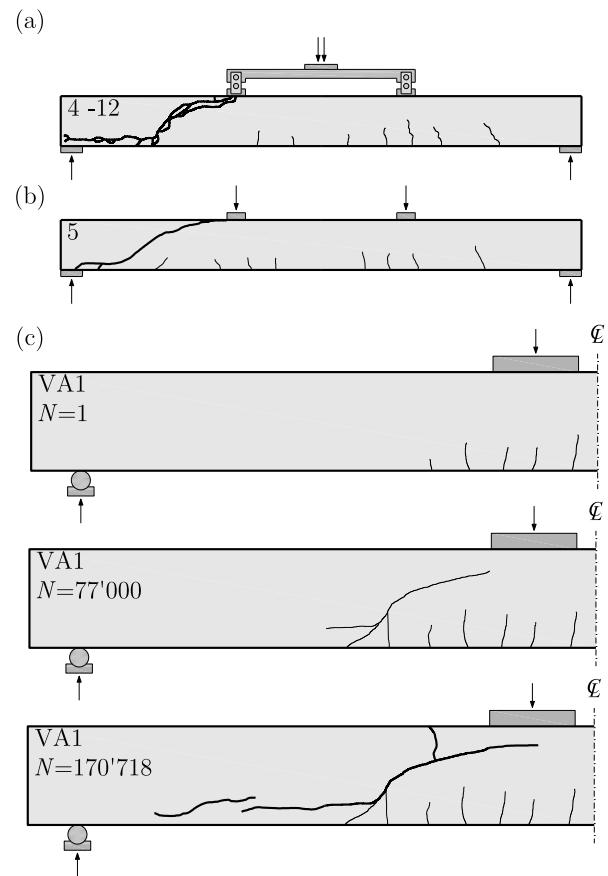 (a)
4 -12
(b)
5
(c)
℄
VA1
N=1
℄
VA1
N=77'000
℄
VA1
N=170'718